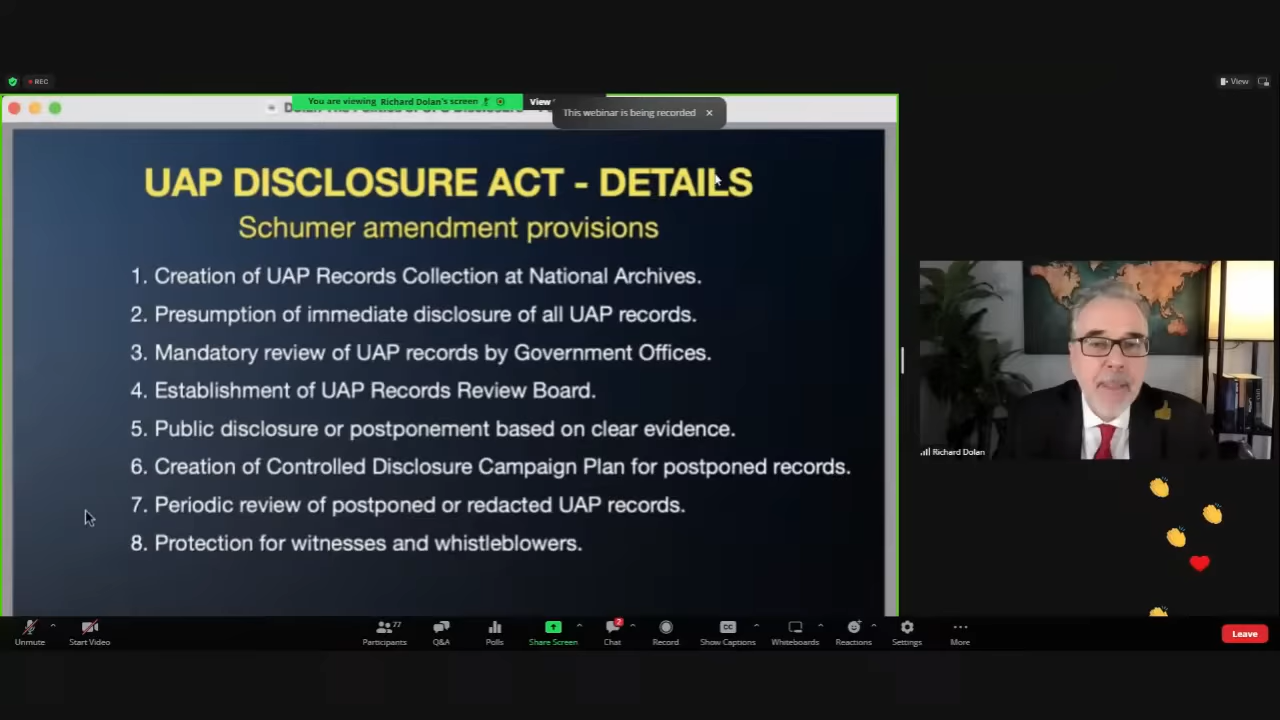 REC
View
You are viewing Richard Dolan's screen
View
This webinar is being recorded
UAP DISCLOSURE ACT - DETAILS
Schumer amendment provisions
1. Creation of UAP Records Collection at National Archives.
2. Presumption of immediate disclosure of all UAP records.
3. Mandatory review of UAP records by Government Offices.
4. Establishment of UAP Records Review Board.
5. Public disclosure or postponement based on clear evidence.
6. Creation of Controlled Disclosure Campaign Plan for postponed records.
7. Periodic review of postponed or redacted UAP records.
8. Protection for witnesses and whistleblowers.
Richard Dolan
Unmute
Start Video
Participants 77
Q&A
Polls
Share Screen
Chat 2
Record
CC Show Captions
Whiteboards
Reactions
Settings
More
Leave